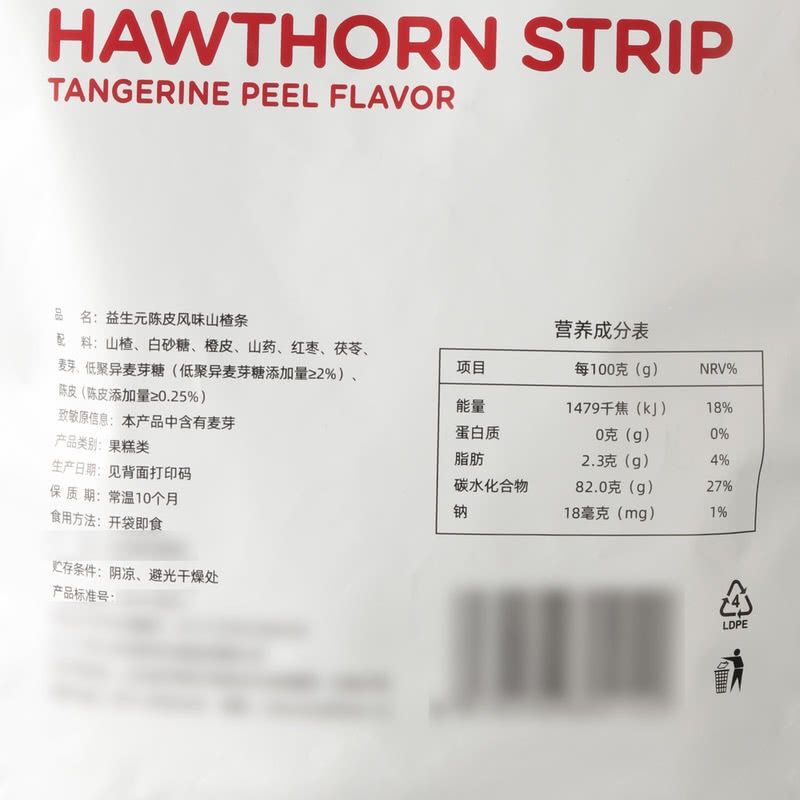 HAWTHORN STRIP
TANGERINE PEEL FLAVOR
品 名：益生元陈皮风味山楂条
配 料：山楂、白砂糖、橙皮、山药、红枣、茯苓、
麦芽、低聚异麦芽糖（低聚异麦芽糖添加量≥2%）、
陈皮（陈皮添加量≥0.25%）
致敏原信息：本产品中含有麦芽
产品类别：果糕类
生产日期：见背面打印码
保 质 期：常温10个月
食用方法：开袋即食
贮存条件：阴凉、避光干燥处
产品标准号：
营养成分表
项目 每100克（g） NRV%
能量 1479千焦（kJ） 18%
蛋白质 0克（g） 0%
脂肪 2.3克（g） 4%
碳水化合物 82.0克（g） 27%
钠 18毫克（mg） 1%
4
LDPE